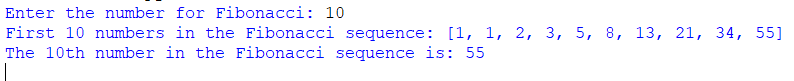 Enter the number for Fibonacci: 10
First 10 numbers in the Fibonacci sequence: [1, 1, 2, 3, 5, 8, 13, 21, 34, 55]
The 10th number in the Fibonacci sequence is: 55